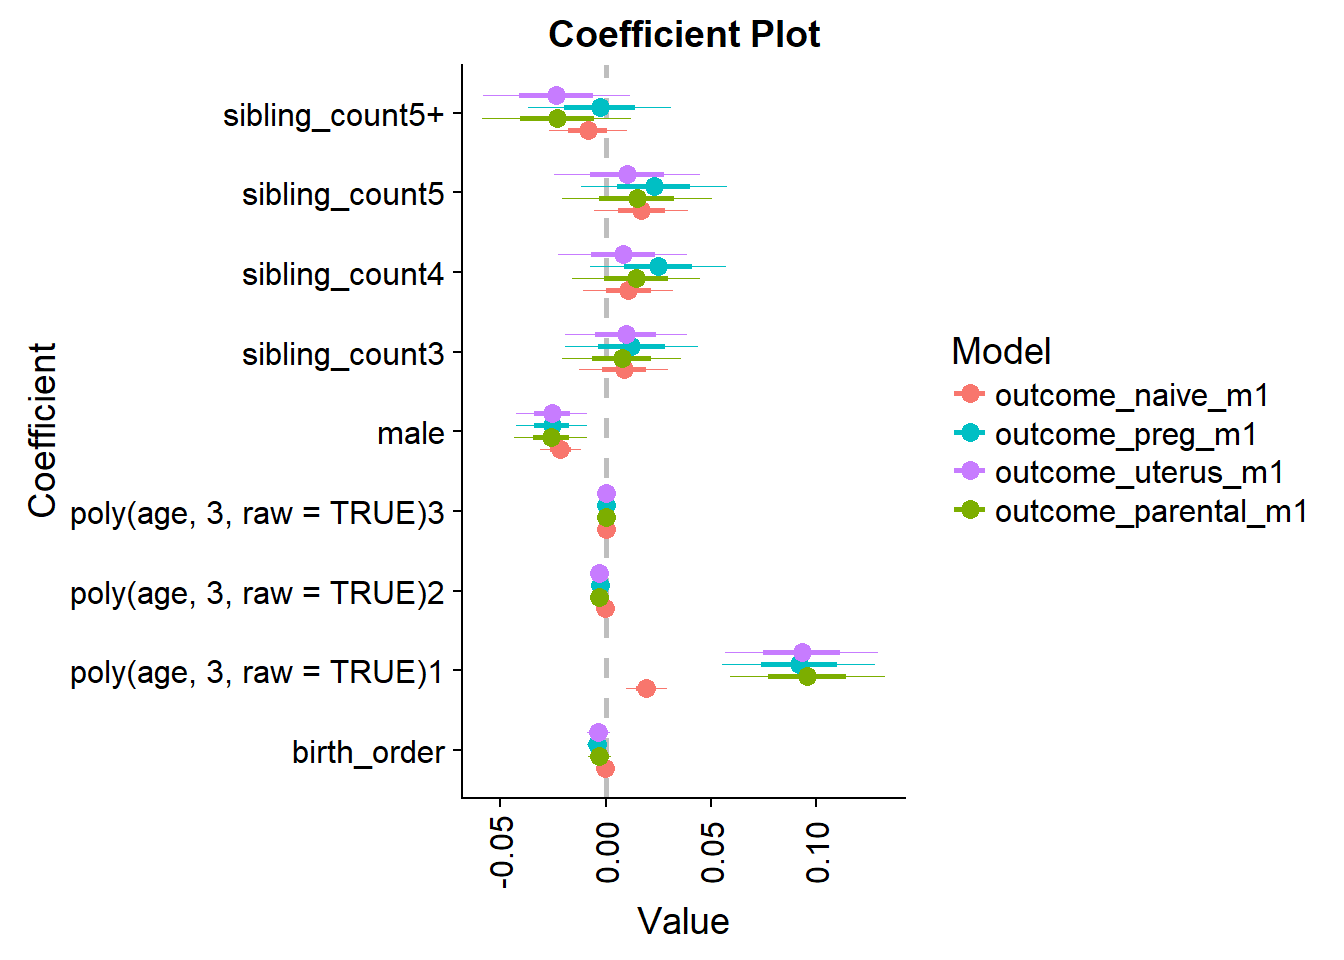 Coefficient Plot
Coefficient
sibling_count5+
sibling_count5
sibling_count4
sibling_count3
male
poly(age, 3, raw = TRUE)3
poly(age, 3, raw = TRUE)2
poly(age, 3, raw = TRUE)1
birth_order
-0.05
0.00
0.05
0.10
Value
Model
outcome_naive_m1
outcome_preg_m1
outcome_uterus_m1
outcome_parental_m1